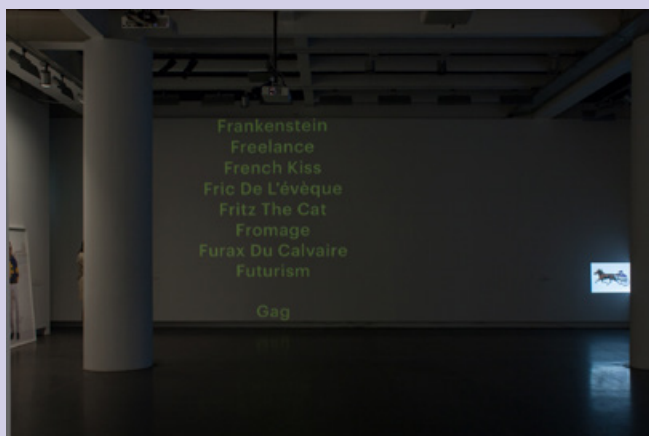 Frankenstein
Freelance
French Kiss
Fric De L'évèque
Fritz The Cat
Fromage
Furax Du Calvaire
Futurism
Gag